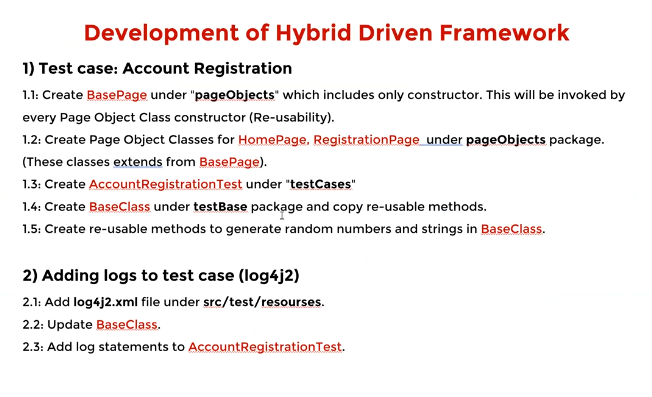 Development of Hybrid Driven Framework
1) Test case: Account Registration
1.1: Create BasePage under "pageObjects" which includes only constructor. This will be invoked by
every Page Object Class constructor (Re-usability).
1.2: Create Page Object Classes for HomePage, RegistrationPage under pageObjects package.
(These classes extends from BasePage).
1.3: Create AccountRegistrationTest under "testCases"
1.4: Create BaseClass under testBase package and copy re-usable methods.
1.5: Create re-usable methods to generate random numbers and strings in BaseClass.
2) Adding logs to test case (log4j2)
2.1: Add log4j2.xml file under src/test/resourses.
2.2: Update BaseClass.
2.3: Add log statements to AccountRegistrationTest.